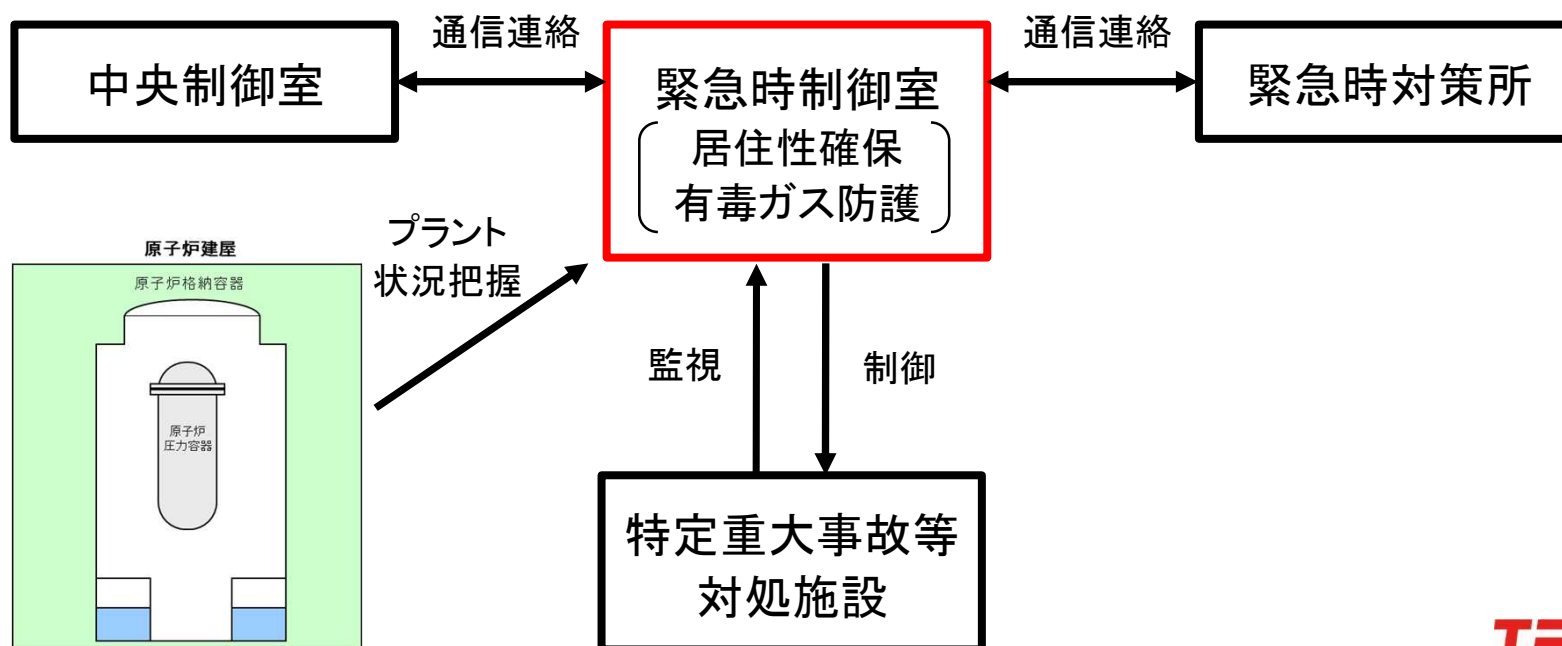 通信連絡
通信連絡
中央制御室
緊急時制御室
居住性確保
有毒ガス防護
緊急時対策所
プラント
状況把握
原子炉建屋
原子炉格納容器
原子炉
圧力容器
監視
制御
特定重大事故等
対処施設